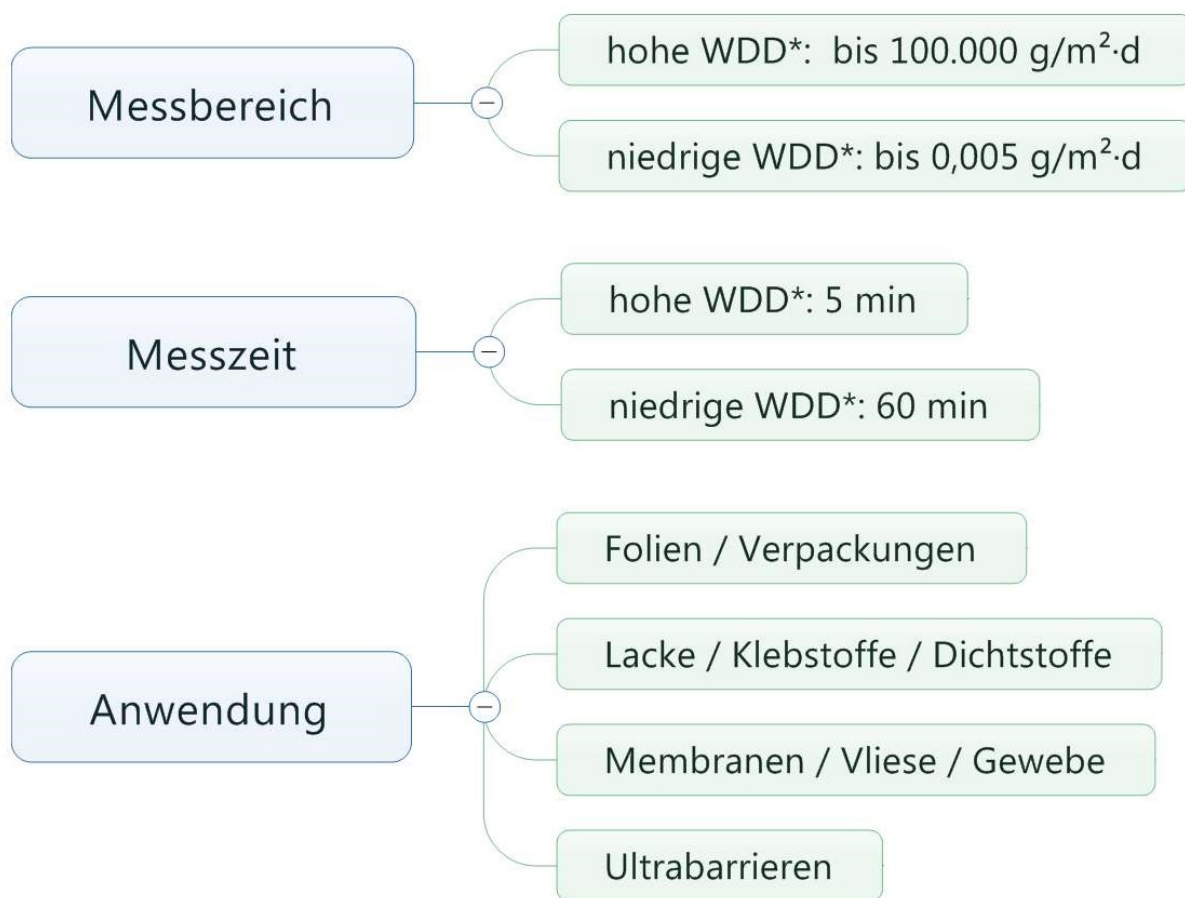 Messbereich
hohe WDD*: bis 100.000 g/m²·d
niedrige WDD*: bis 0,005 g/m²·d
Messzeit
hohe WDD*: 5 min
niedrige WDD*: 60 min
Anwendung
Folien / Verpackungen
Lacke / Klebstoffe / Dichtstoffe
Membranen / Vliese / Gewebe
Ultrabarrieren